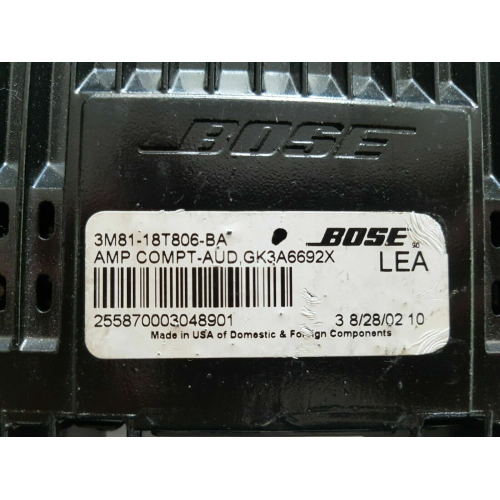 BOSE
3M81-18T806-BA
BOSE
AMP COMPT-AUD,GK3A6692X
LEA
255870003048901
3 8/28/02 10
Made in USA of Domestic & Foreign Components